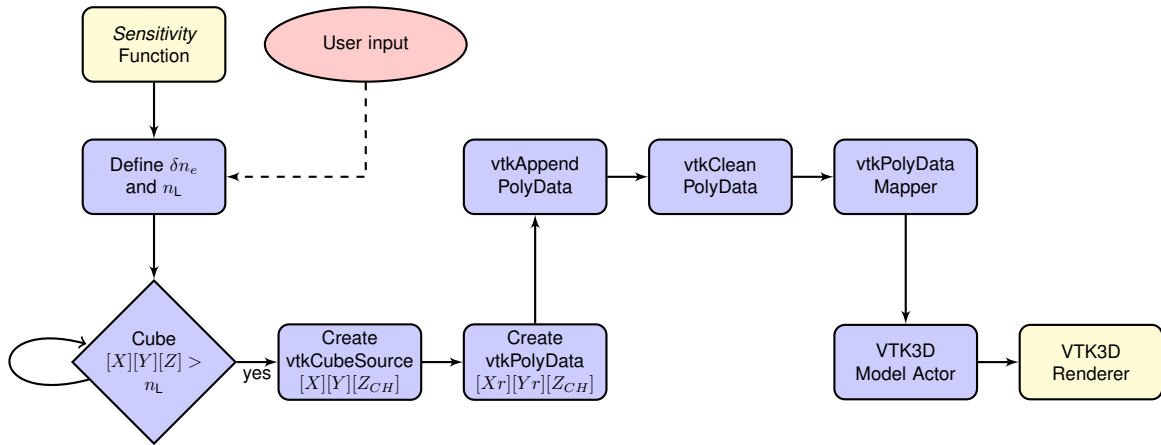 Sensitivity
Function
User input
Define δn_e
and n_L
vtkAppend
PolyData
vtkClean
PolyData
vtkPolyData
Mapper
Cube
[X][Y][Z] >
n_L
yes
Create
vtkCubeSource
[X][Y][Z_CH]
Create
vtkPolyData
[Xr][Yr][Z_CH]
VTK3D
Model Actor
VTK3D
Renderer